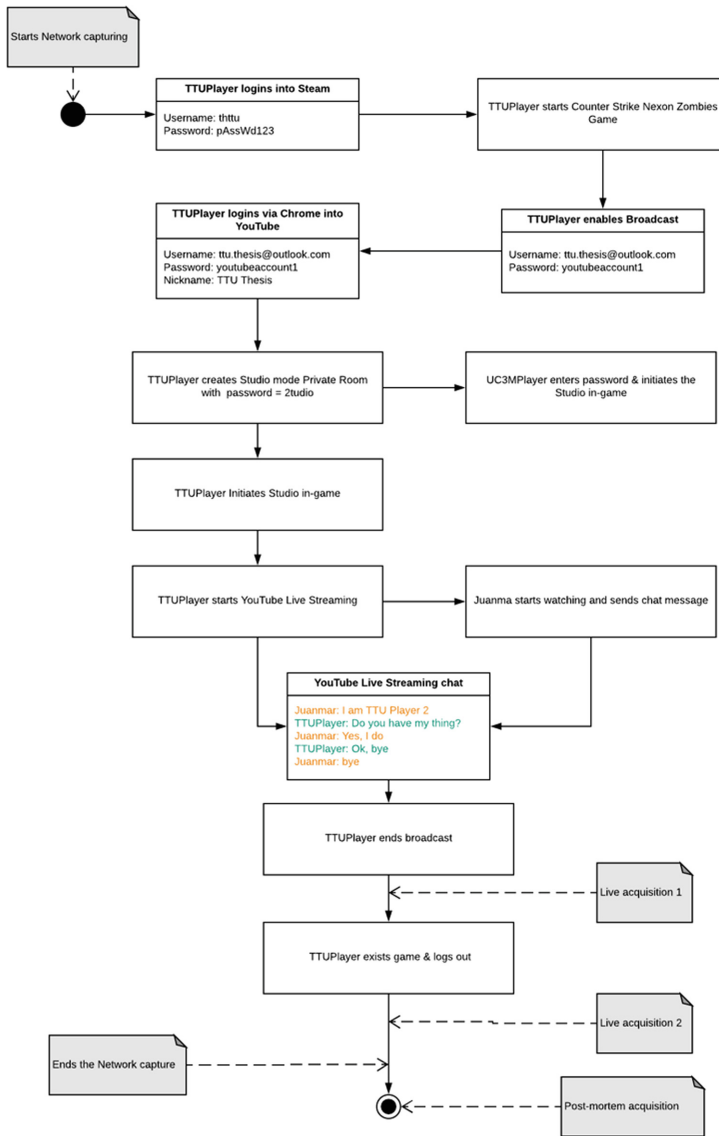 Starts Network capturing
TTUPlayer logins into Steam
Username: thttu
Password: pAssWd123
TTUPlayer starts Counter Strike Nexon Zombies
Game
TTUPlayer logins via Chrome into
YouTube
Username: ttu.thesis@outlook.com
Password: youtubeaccount1
Nickname: TTU Thesis
TTUPlayer enables Broadcast
Username: ttu.thesis@outlook.com
Password: youtubeaccount1
TTUPlayer creates Studio mode Private Room
with password = 2tudio
UC3MPlayer enters password & initiates the
Studio in-game
TTUPlayer Initiates Studio in-game
TTUPlayer starts YouTube Live Streaming
Juanma starts watching and sends chat message
YouTube Live Streaming chat
Juanmar: I am TTU Player 2
TTUPlayer: Do you have my thing?
Juanmar: Yes, I do
TTUPlayer: Ok, bye
Juanmar: bye
TTUPlayer ends broadcast
Live acquisition 1
TTUPlayer exists game & logs out
Live acquisition 2
Ends the Network capture
Post-mortem acquisition